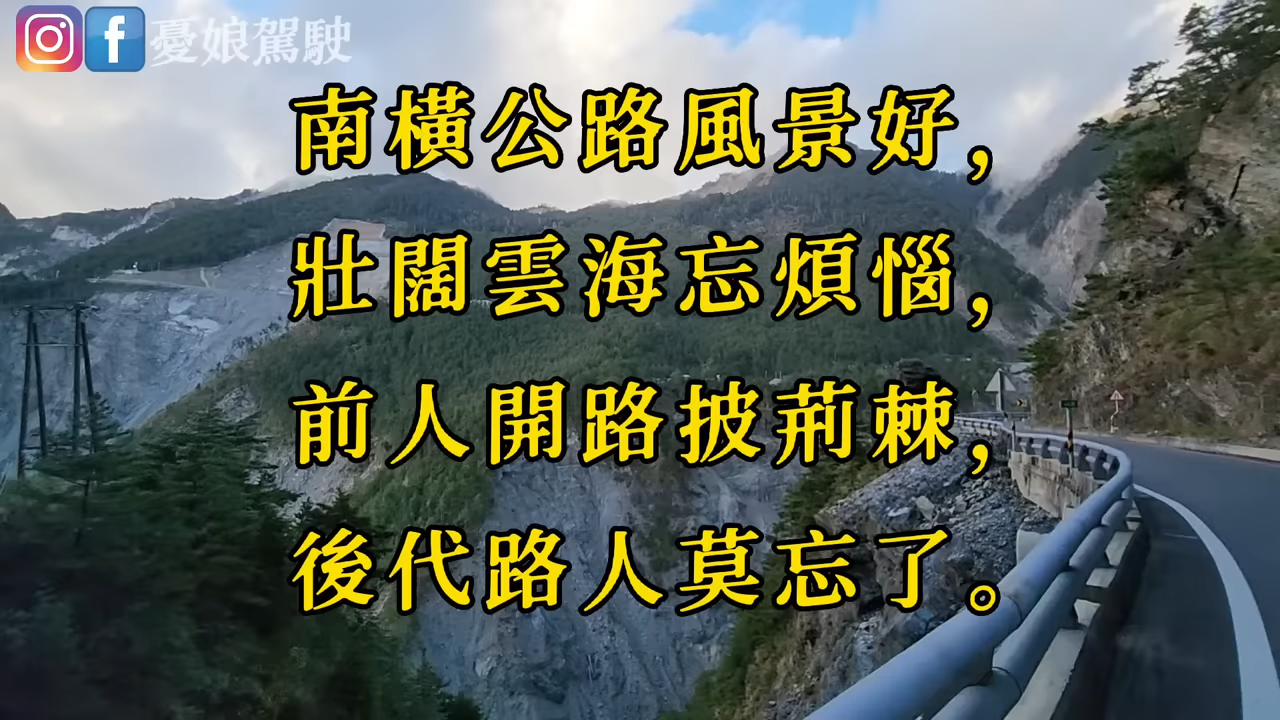 憂娘駕駛
南橫公路風景好，
壯闊雲海忘煩惱，
前人開路披荊棘，
後代路人莫忘了。